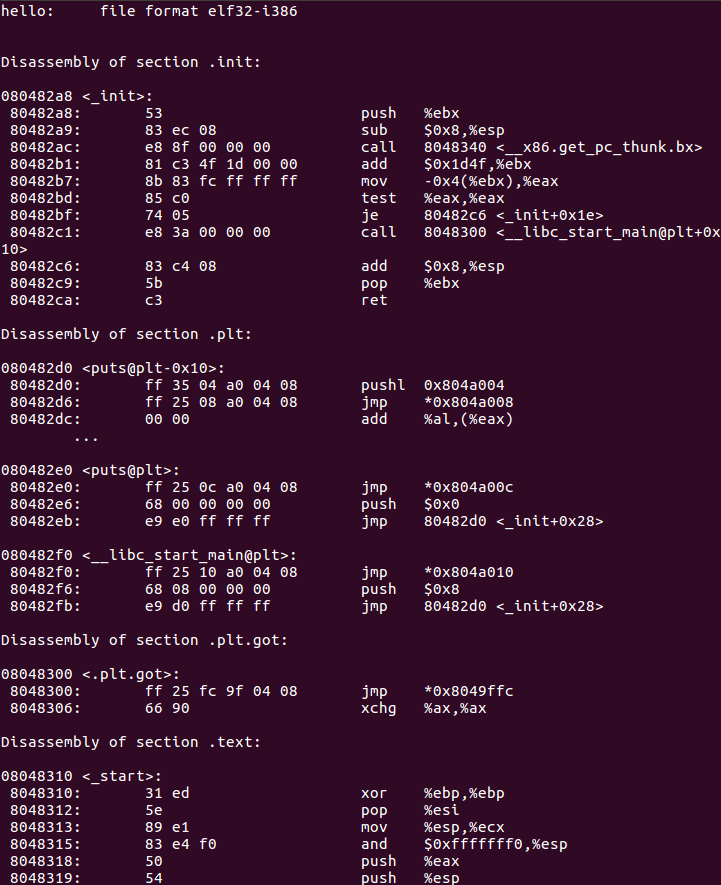 hello:     file format elf32-i386
Disassembly of section .init:
080482a8 <_init>:
 80482a8:	53                   	push   %ebx
 80482a9:	83 ec 08             	sub    $0x8,%esp
 80482ac:	e8 8f 00 00 00       	call   8048340 <__x86.get_pc_thunk.bx>
 80482b1:	81 c3 4f 1d 00 00    	add    $0x1d4f,%ebx
 80482b7:	8b 83 fc ff ff ff    	mov    -0x4(%ebx),%eax
 80482bd:	85 c0                	test   %eax,%eax
 80482bf:	74 05                	je     80482c6 <_init+0x1e>
 80482c1:	e8 3a 00 00 00       	call   8048300 <__libc_start_main@plt+0x
10>
 80482c6:	83 c4 08             	add    $0x8,%esp
 80482c9:	5b                   	pop    %ebx
 80482ca:	c3                   	ret
Disassembly of section .plt:
080482d0 <puts@plt-0x10>:
 80482d0:	ff 35 04 a0 04 08    	pushl  0x804a004
 80482d6:	ff 25 08 a0 04 08    	jmp    *0x804a008
 80482dc:	00 00                	add    %al,(%eax)
	...
080482e0 <puts@plt>:
 80482e0:	ff 25 0c a0 04 08    	jmp    *0x804a00c
 80482e6:	68 00 00 00 00       	push   $0x0
 80482eb:	e9 e0 ff ff ff       	jmp    80482d0 <_init+0x28>
080482f0 <__libc_start_main@plt>:
 80482f0:	ff 25 10 a0 04 08    	jmp    *0x804a010
 80482f6:	68 08 00 00 00       	push   $0x8
 80482fb:	e9 d0 ff ff ff       	jmp    80482d0 <_init+0x28>
Disassembly of section .plt.got:
08048300 <.plt.got>:
 8048300:	ff 25 fc 9f 04 08    	jmp    *0x8049ffc
 8048306:	66 90                	xchg   %ax,%ax
Disassembly of section .text:
08048310 <_start>:
 8048310:	31 ed                	xor    %ebp,%ebp
 8048312:	5e                   	pop    %esi
 8048313:	89 e1                	mov    %esp,%ecx
 8048315:	83 e4 f0             	and    $0xfffffff0,%esp
 8048318:	50                   	push   %eax
 8048319:	54                   	push   %esp